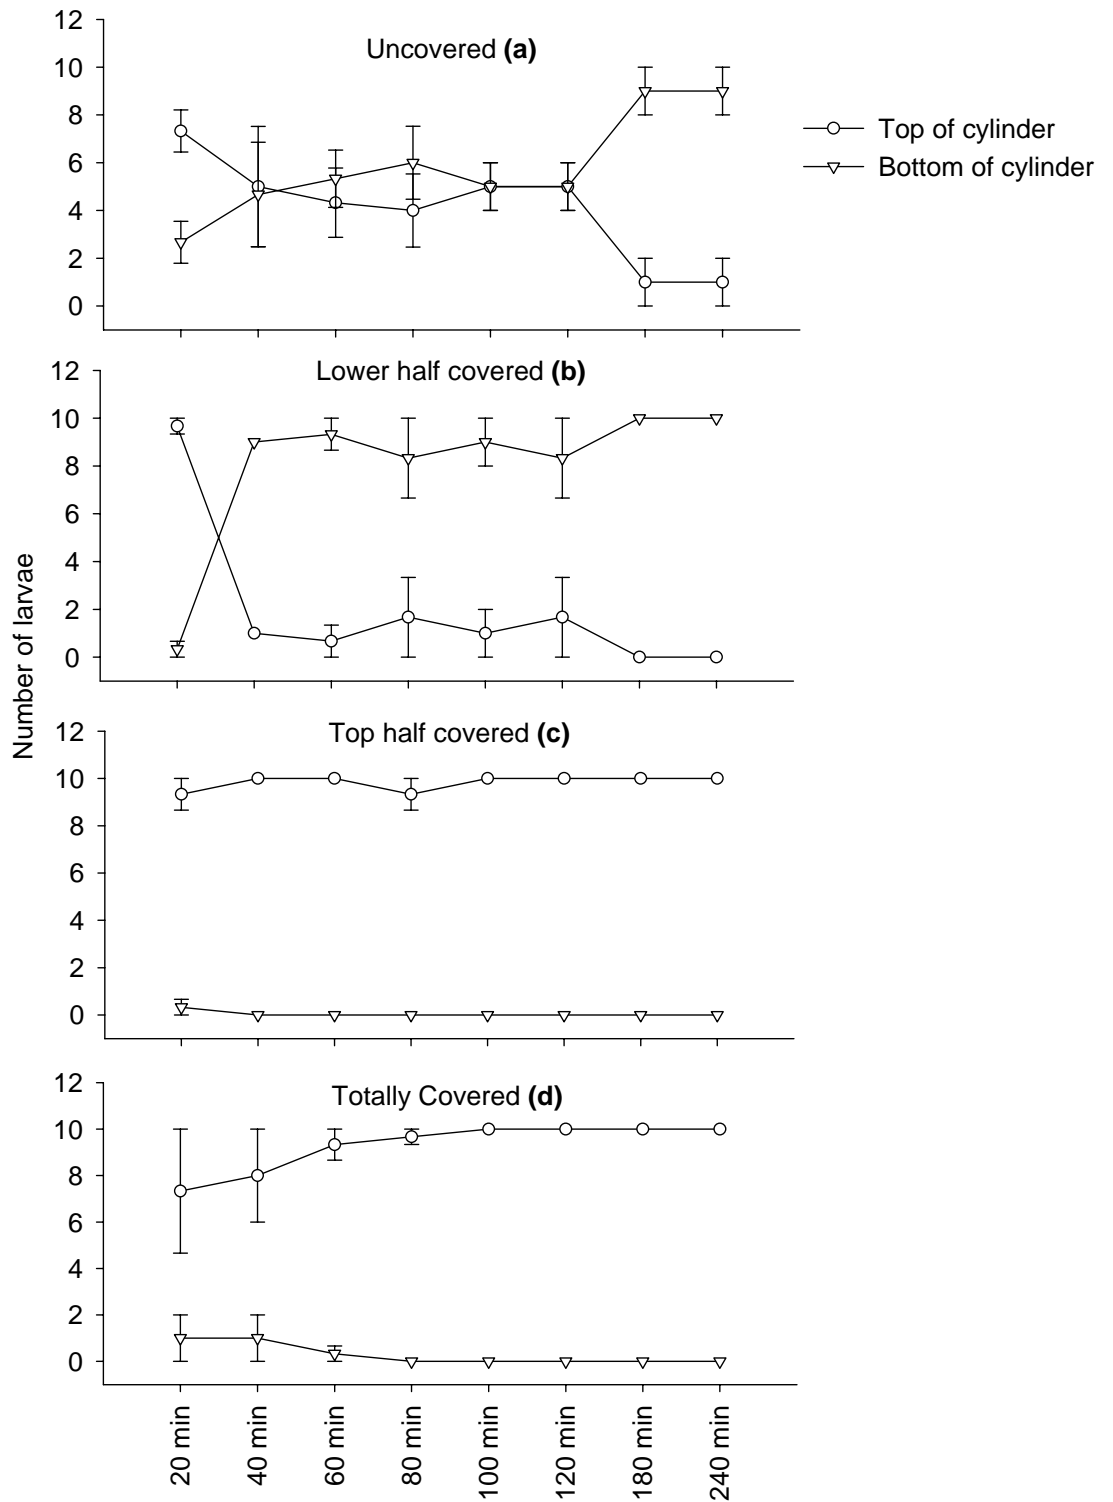 Uncovered (a)
12
10
8
6
4
2
0
Top of cylinder
Bottom of cylinder
Number of larvae
Lower half covered (b)
12
10
8
6
4
2
0
Top half covered (c)
12
10
8
6
4
2
0
Totally Covered (d)
12
10
8
6
4
2
0
20 min
40 min
60 min
80 min
100 min
120 min
180 min
240 min